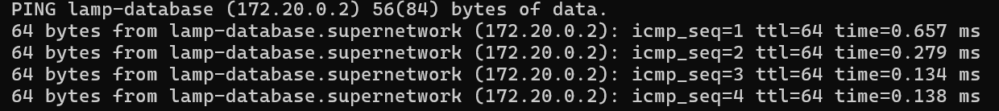 PING lamp-database (172.20.0.2) 56(84) bytes of data.
64 bytes from lamp-database.supernetwork (172.20.0.2): icmp_seq=1 ttl=64 time=0.657 ms
64 bytes from lamp-database.supernetwork (172.20.0.2): icmp_seq=2 ttl=64 time=0.279 ms
64 bytes from lamp-database.supernetwork (172.20.0.2): icmp_seq=3 ttl=64 time=0.134 ms
64 bytes from lamp-database.supernetwork (172.20.0.2): icmp_seq=4 ttl=64 time=0.138 ms